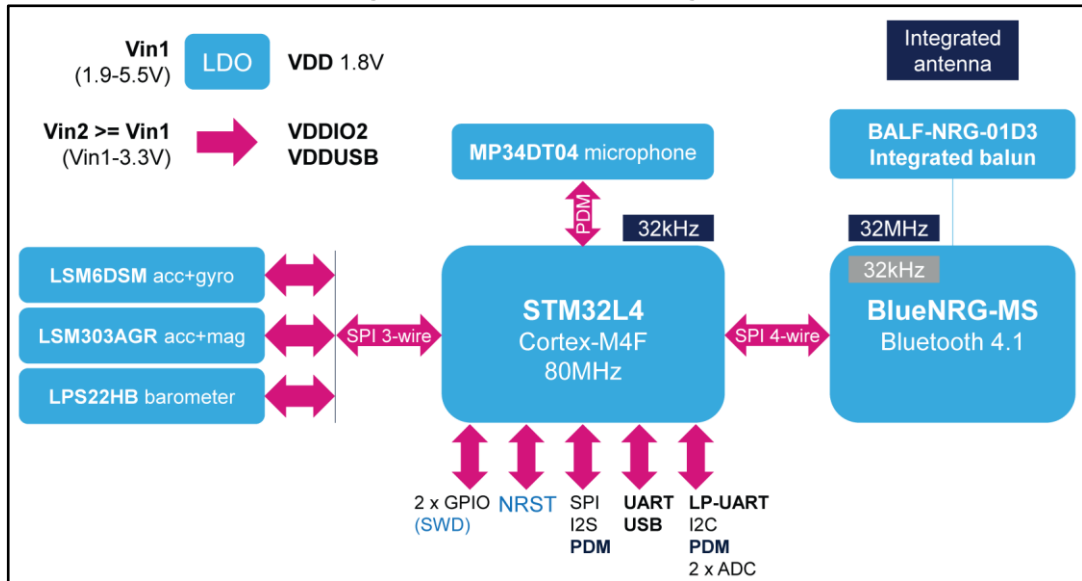 Vin1
(1.9-5.5V)
LDO
VDD 1.8V
Integrated
antenna
Vin2 >= Vin1
(Vin1-3.3V)
VDDIO2
VDDUSB
MP34DT04 microphone
BALF-NRG-01D3
Integrated balun
PDM
32kHz
32MHz
32kHz
LSM6DSM acc+gyro
LSM303AGR acc+mag
LPS22HB barometer
SPI 3-wire
STM32L4
Cortex-M4F
80MHz
SPI 4-wire
BlueNRG-MS
Bluetooth 4.1
2 x GPIO
(SWD)
NRST
SPI
I2S
PDM
UART
USB
LP-UART
I2C
PDM
2 x ADC